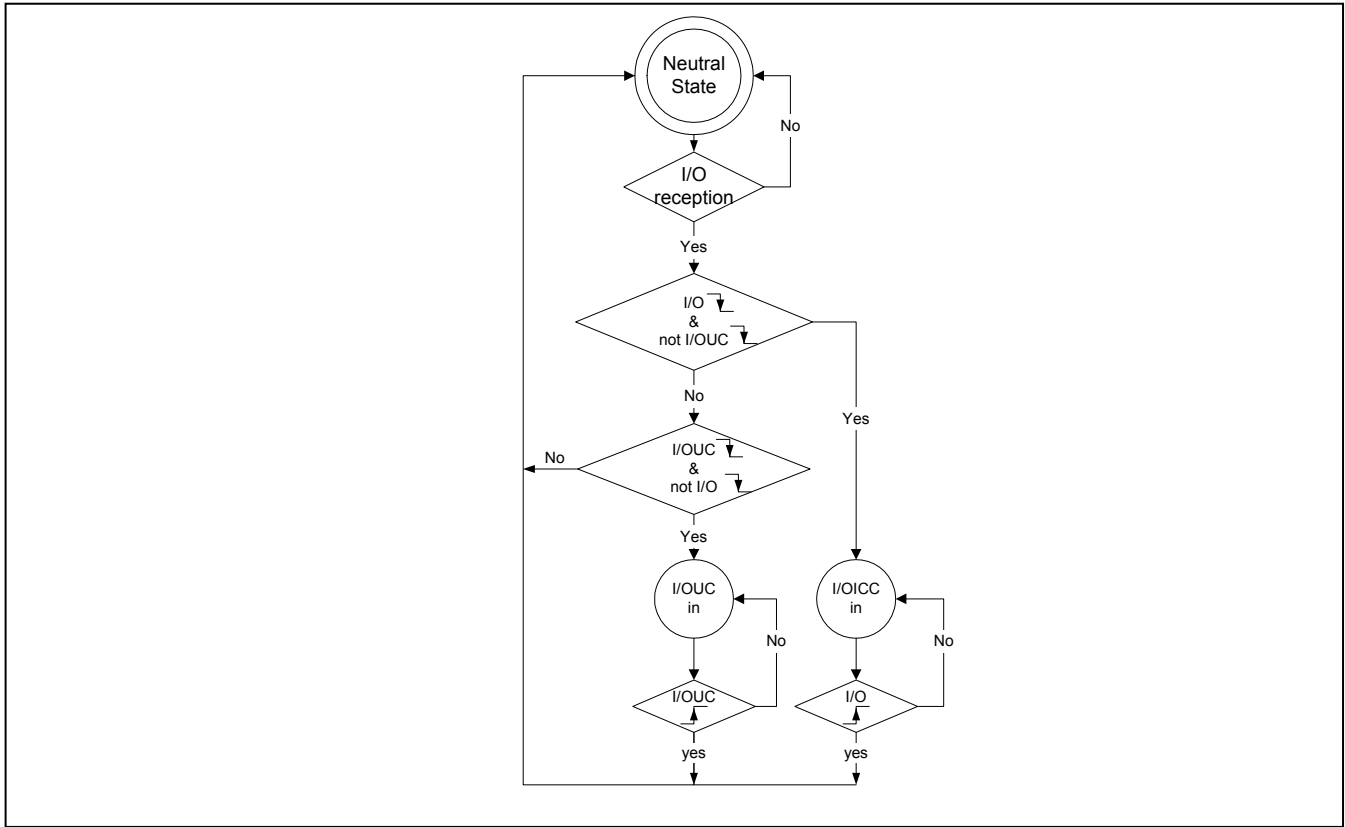 Neutral
State
No
I/O
reception
Yes
I/O
&
not I/OUC
No
Yes
No
I/OUC
&
not I/O
Yes
I/OUC
in
I/OICC
in
No
No
I/OUC
I/O
yes
yes